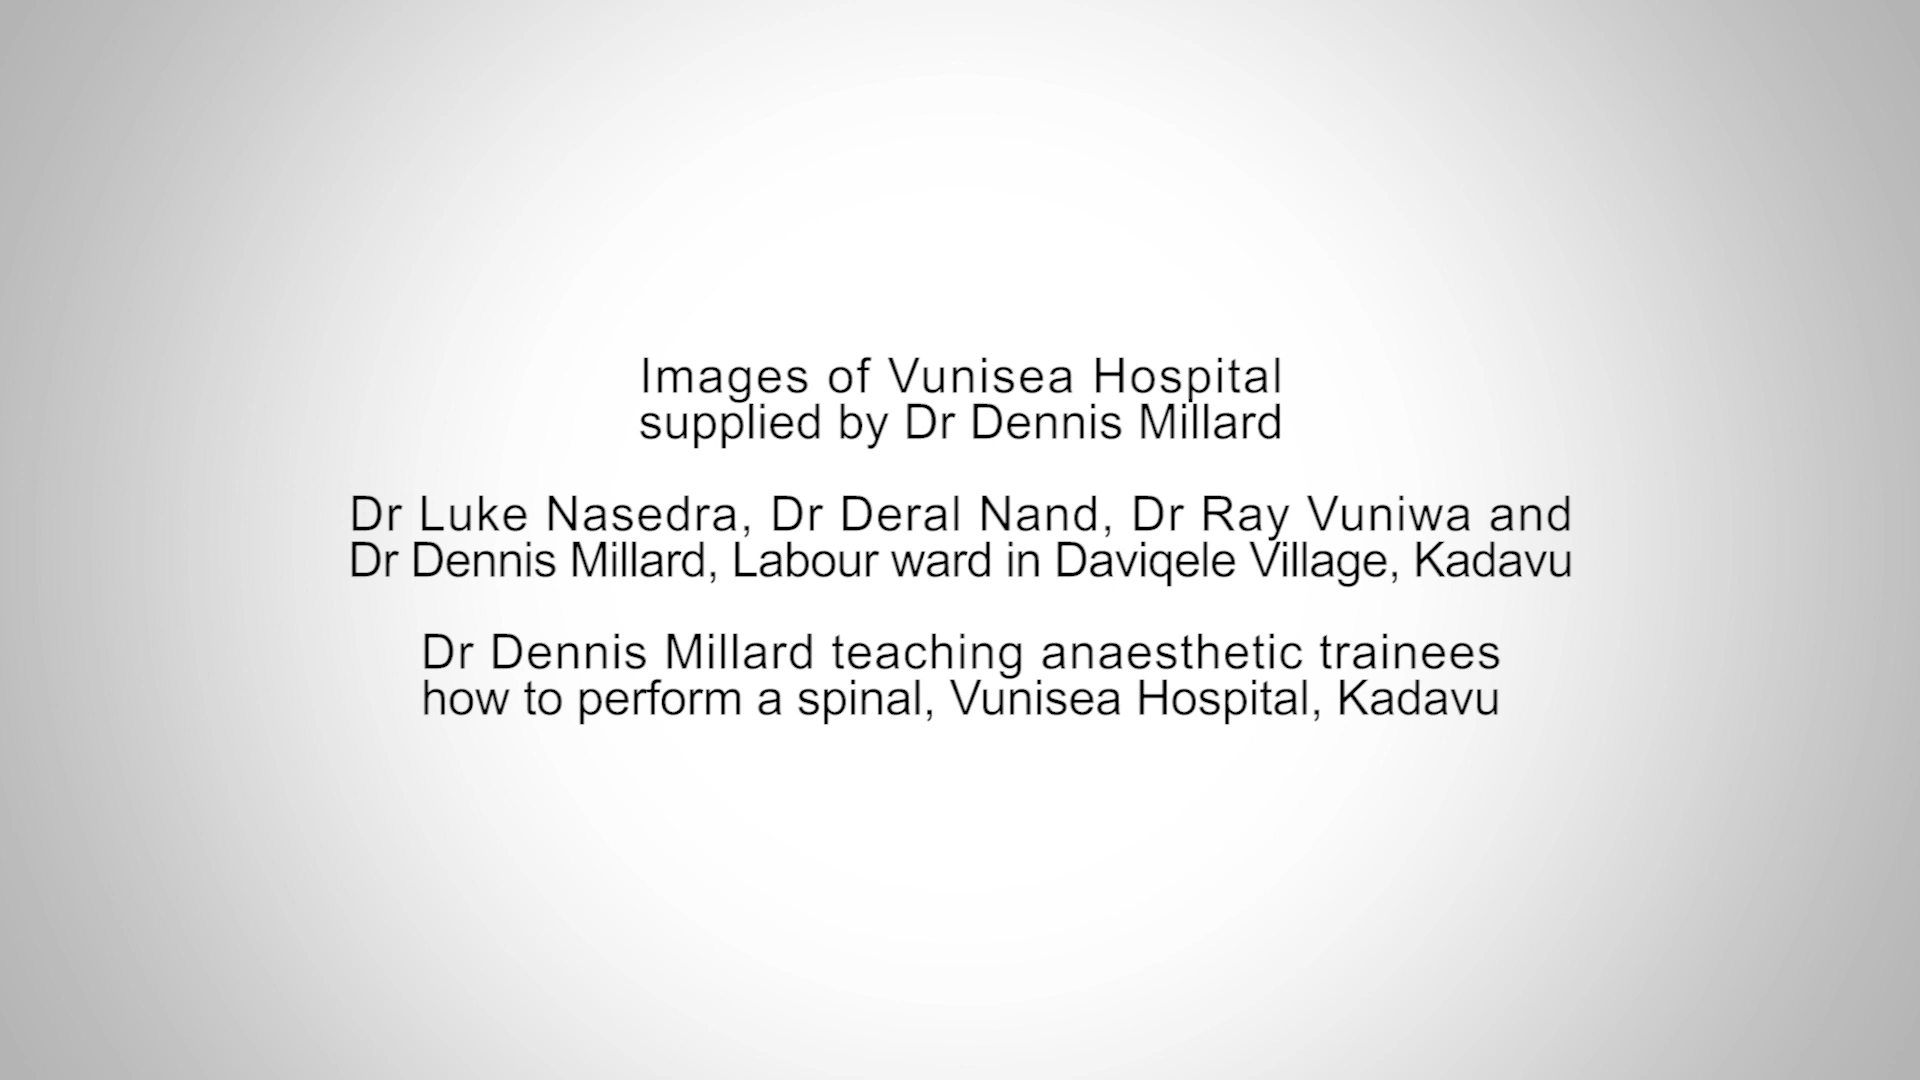 Images of Vunisea Hospital
supplied by Dr Dennis Millard
Dr Luke Nasedra, Dr Deral Nand, Dr Ray Vuniwa and
Dr Dennis Millard, Labour ward in Daviqele Village, Kadavu
Dr Dennis Millard teaching anaesthetic trainees
how to perform a spinal, Vunisea Hospital, Kadavu